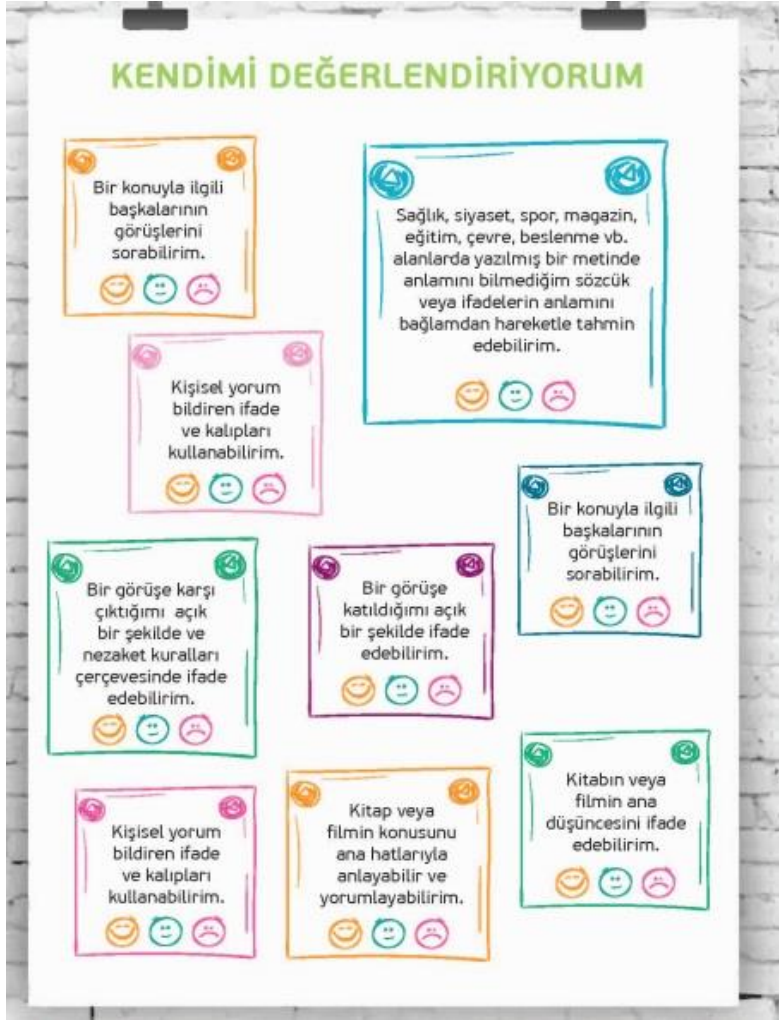 KENDİMİ DEĞERLENDİRİYORUM
Bir konuyla ilgili
başkalarının
görüşlerini
sorabilirim.
Sağlık, siyaset, spor, magazin,
eğitim, çevre, beslenme vb.
alanlarda yazılmış bir metinde
anlamını bilmediğim sözcük
veya ifadelerin anlamını
bağlamdan hareketle tahmin
edebilirim.
Kişisel yorum
bildiren ifade
ve kalıpları
kullanabilirim.
Bir konuyla ilgili
başkalarının
görüşlerini
sorabilirim.
Bir görüşe karşı
çıktığımı açık
bir şekilde ve
nezaket kuralları
çerçevesinde ifade
edebilirim.
Bir görüşe
katıldığımı açık
bir şekilde ifade
edebilirim.
Kişisel yorum
bildiren ifade
ve kalıpları
kullanabilirim.
Kitap veya
filmin konusunu
ana hatlarıyla
anlayabilir ve
yorumlayabilirim.
Kitabın veya
filmin ana
düşüncesini ifade
edebilirim.